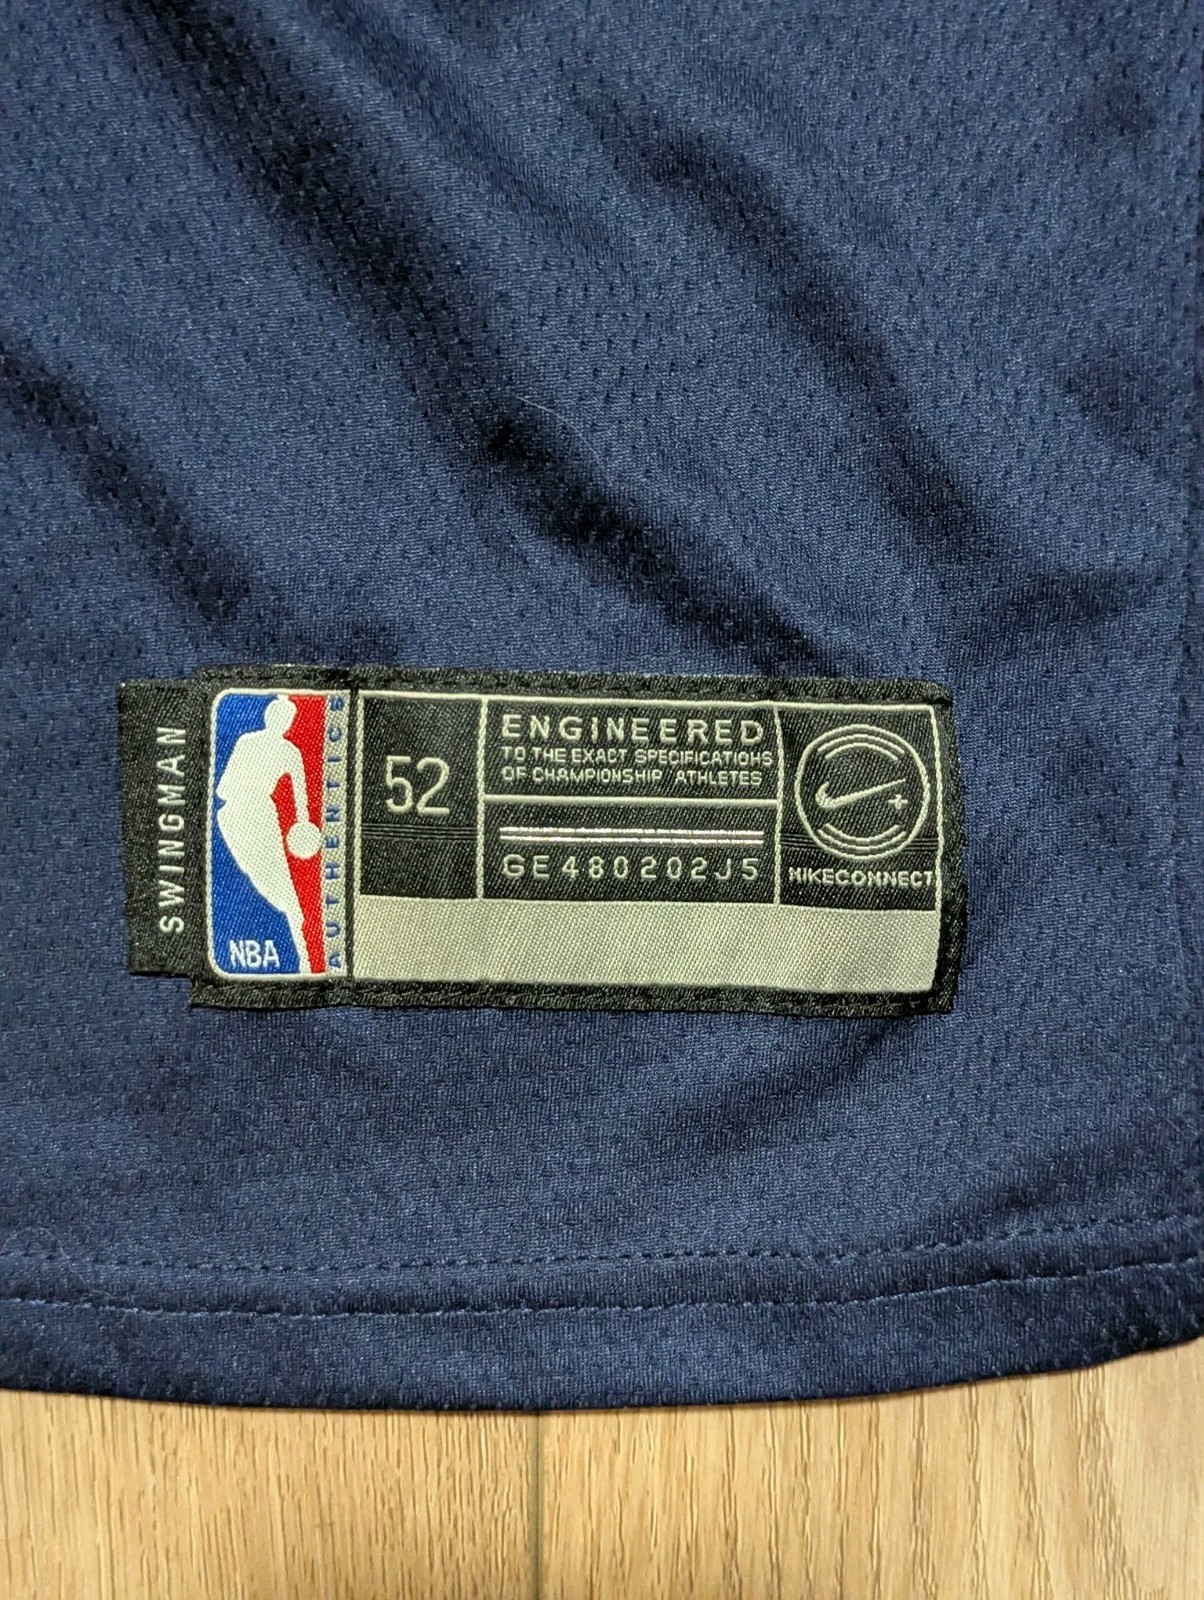 SWINGMAN
NBA
AUTHENTICS
52
ENGINEERED
TO THE EXACT SPECIFICATIONS
OF CHAMPIONSHIP ATHLETES
GE480202J5
+
NIKECONNECT